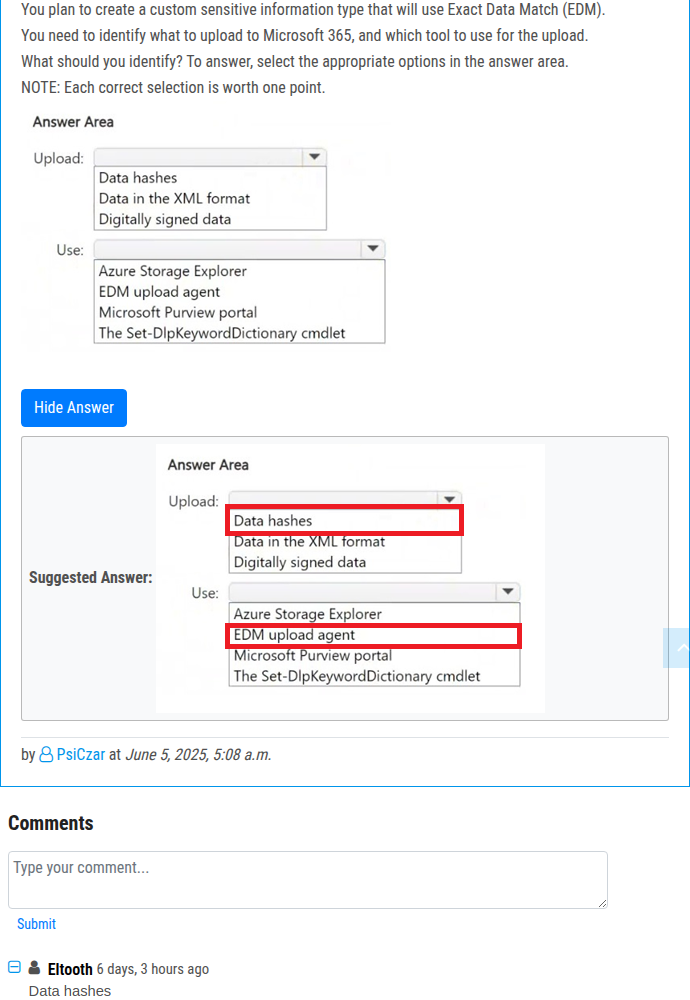 You plan to create a custom sensitive information type that will use Exact Data Match (EDM).
You need to identify what to upload to Microsoft 365, and which tool to use for the upload.
What should you identify? To answer, select the appropriate options in the answer area.
NOTE: Each correct selection is worth one point.
Answer Area
Upload:
Data hashes
Data in the XML format
Digitally signed data
Use:
Azure Storage Explorer
EDM upload agent
Microsoft Purview portal
The Set-DlpKeywordDictionary cmdlet
Hide Answer
Suggested Answer:
Answer Area
Upload:
Data hashes
Data in the XML format
Digitally signed data
Use:
Azure Storage Explorer
EDM upload agent
Microsoft Purview portal
The Set-DlpKeywordDictionary cmdlet
by PsiCzar at June 5, 2025, 5:08 a.m.
Comments
Type your comment...
Submit
Eltooth 6 days, 3 hours ago
Data hashes